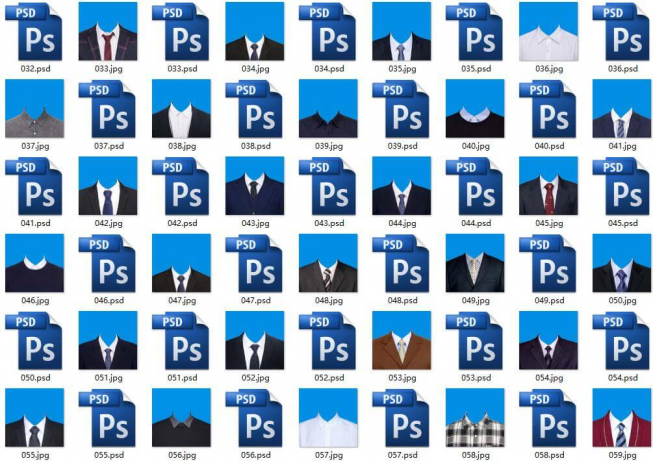 PSD Ps PSD Ps PSD Ps PSD Ps
032.psd 033.jpg 033.psd 034.jpg 034.psd 035.jpg 035.psd 036.jpg 036.psd
PSD Ps PSD Ps PSD Ps PSD Ps
037.jpg 037.psd 038.jpg 038.psd 039.jpg 039.psd 040.jpg 040.psd 041.jpg
PSD Ps PSD Ps PSD Ps PSD Ps PSD Ps
041.psd 042.jpg 042.psd 043.jpg 043.psd 044.jpg 044.psd 045.jpg 045.psd
PSD Ps PSD Ps PSD Ps PSD Ps
046.jpg 046.psd 047.jpg 047.psd 048.jpg 048.psd 049.jpg 049.psd 050.jpg
PSD Ps PSD Ps PSD Ps PSD Ps PSD Ps
050.psd 051.jpg 051.psd 052.jpg 052.psd 053.jpg 053.psd 054.jpg 054.psd
PSD Ps PSD Ps PSD Ps PSD Ps
055.jpg 055.psd 056.jpg 056.psd 057.jpg 057.psd 058.jpg 058.psd 059.jpg